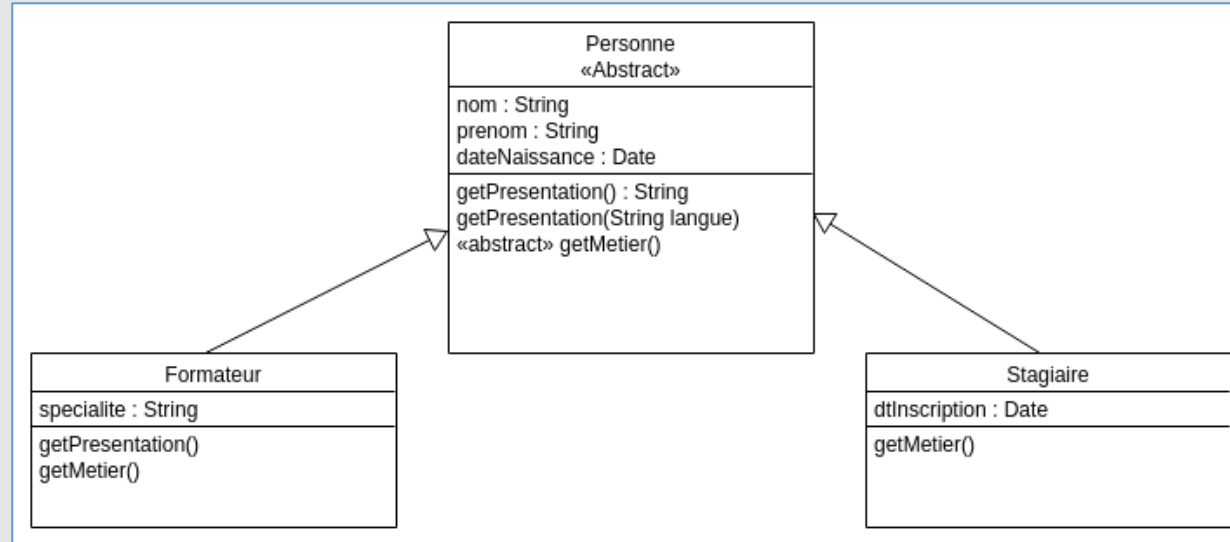 Personne
«Abstract»
nom : String
prenom : String
dateNaissance : Date
getPresentation() : String
getPresentation(String langue)
«abstract» getMetier()
Formateur
specialite : String
getPresentation()
getMetier()
Stagiaire
dtInscription : Date
getMetier()